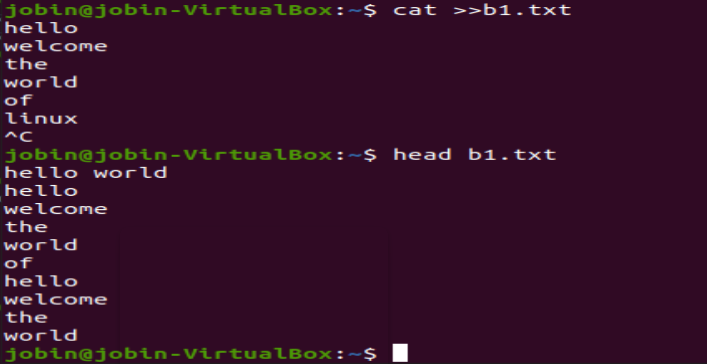 jobin@jobin-VirtualBox:~$ cat >>b1.txt
hello
welcome
the
world
of
linux
^C
jobin@jobin-VirtualBox:~$ head b1.txt
hello world
hello
welcome
the
world
of
hello
welcome
the
world
jobin@jobin-VirtualBox:~$